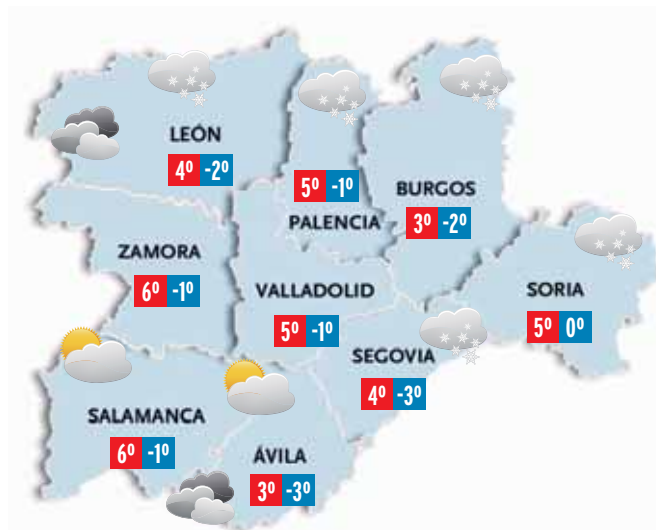 LEÓN
4º -2º
5º -1º
PALENCIA
BURGOS
3º -2º
ZAMORA
6º -1º
VALLADOLID
5º -1º
SORIA
5º 0º
SEGOVIA
4º -3º
SALAMANCA
6º -1º
ÁVILA
3º -3º